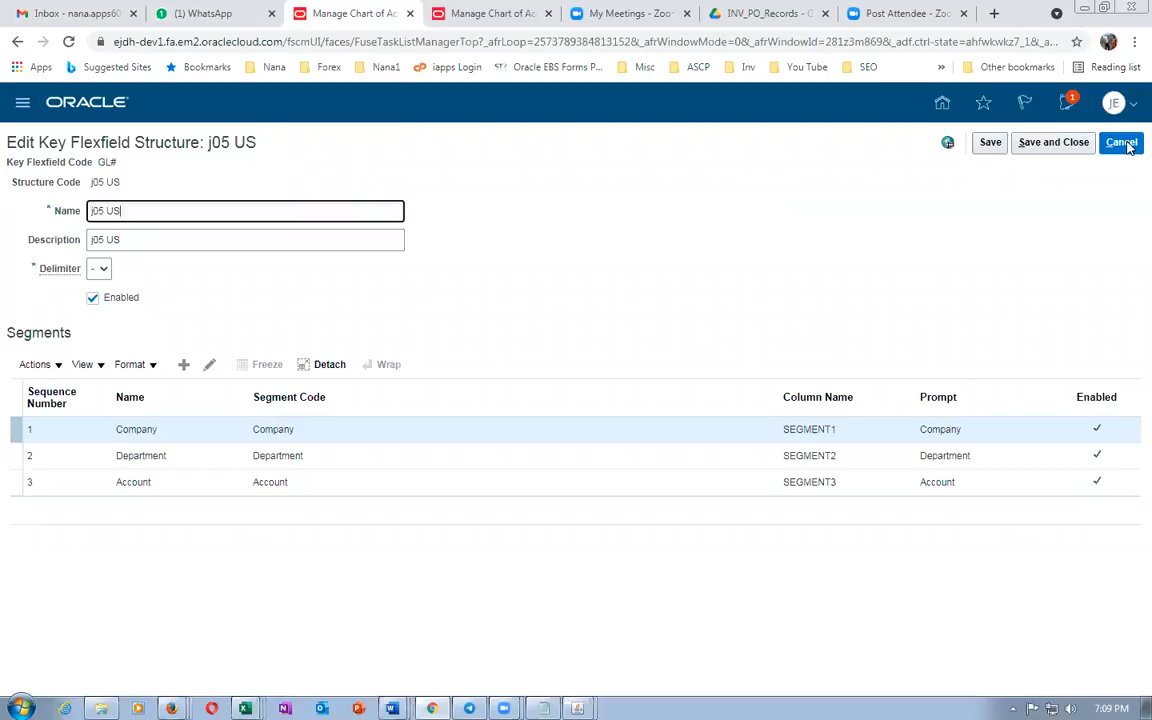 Inbox - nana.apps60
(1) WhatsApp
Manage Chart of Ac
Manage Chart of Ac
My Meetings - Zoo
INV_PO_Records - G
Post Attendee - Zoo
ejdh-dev1.fa.em2.oraclecloud.com/fscmUI/faces/FuseTaskListManagerTop?_afrLoop=2573789384813152&_afrWindowMode=0&_afrWindowId=281z3m869&_adf.ctrl-state=ahfwkwkz7_1&_a...
Apps Suggested Sites Bookmarks Nana Forex Nana1 iapps Login Oracle EBS Forms P... Misc ASCP Inv You Tube SEO » Other bookmarks Reading list
ORACLE 1 JE
Edit Key Flexfield Structure: j05 US Save Save and Close Cancel
Key Flexfield Code GL#
Structure Code j05 US
* Name j05 US
Description j05 US
* Delimiter -
Enabled
Segments
Actions View Format Freeze Detach Wrap
Sequence Number Name Segment Code Column Name Prompt Enabled
1 Company Company SEGMENT1 Company
2 Department Department SEGMENT2 Department
3 Account Account SEGMENT3 Account
7:09 PM